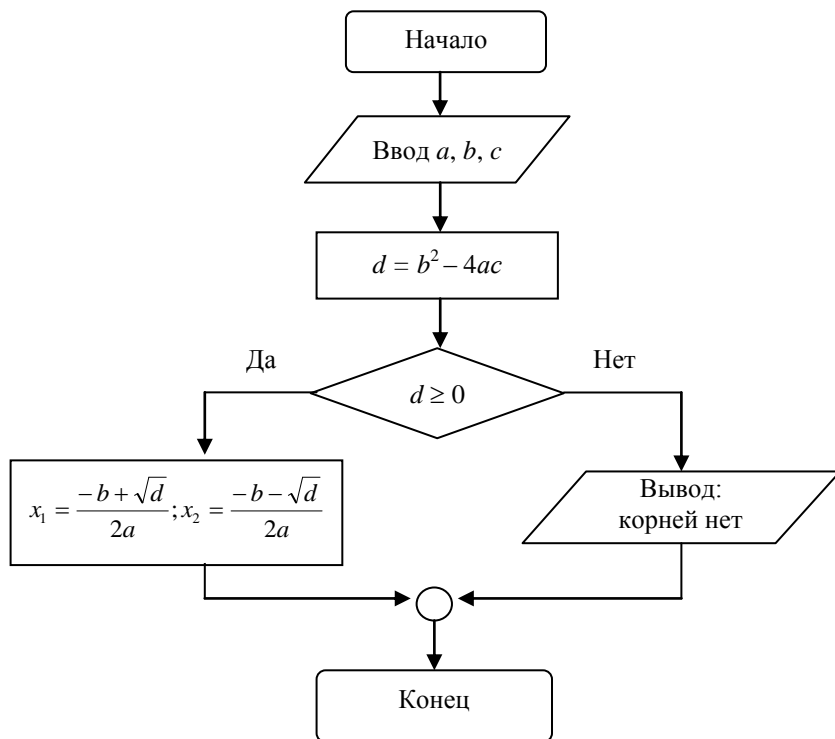 Начало
Ввод a, b, c
d = b² – 4ac
Да
Нет
d ≥ 0
x₁ = (–b + √d)/2a ; x₂ = (–b – √d)/2a
Вывод:
корней нет
Конец